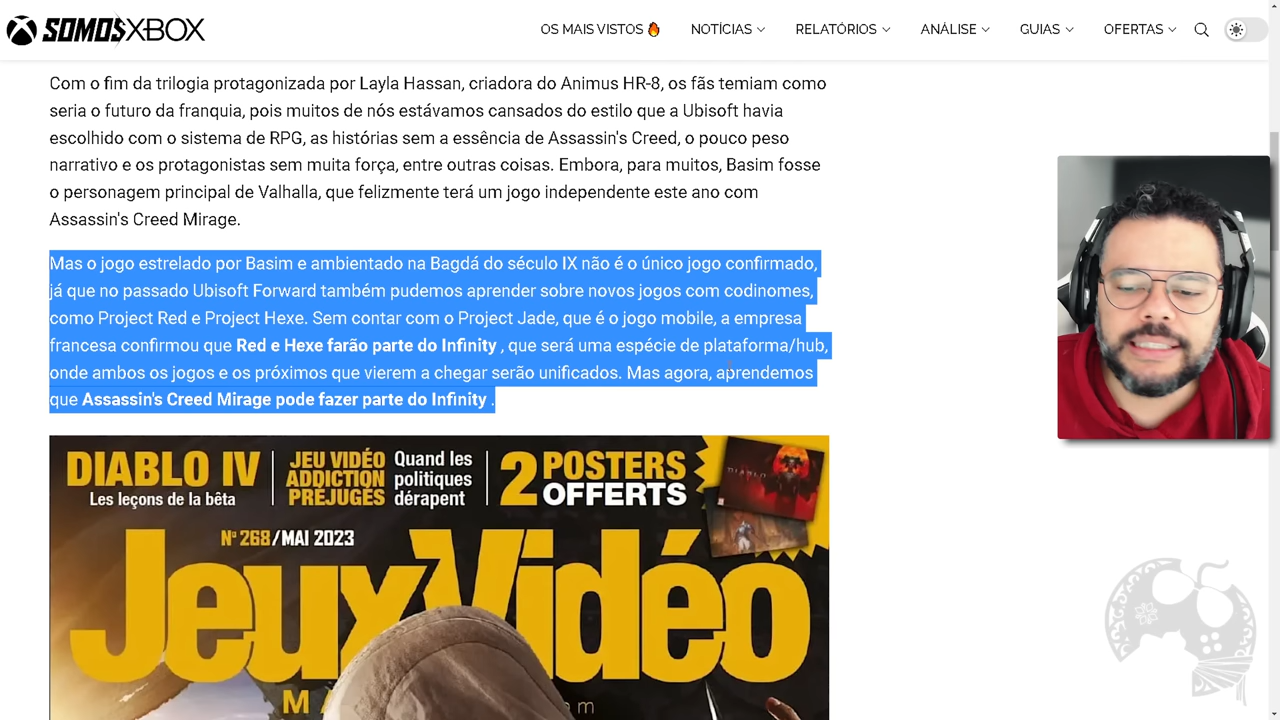 SOMOSXBOX
OS MAIS VISTOS🔥 NOTÍCIAS RELATÓRIOS ANÁLISE GUIAS OFERTAS
Com o fim da trilogia protagonizada por Layla Hassan, criadora do Animus HR-8, os fãs temiam como
seria o futuro da franquia, pois muitos de nós estávamos cansados do estilo que a Ubisoft havia
escolhido com o sistema de RPG, as histórias sem a essência de Assassin's Creed, o pouco peso
narrativo e os protagonistas sem muita força, entre outras coisas. Embora, para muitos, Basim fosse
o personagem principal de Valhalla, que felizmente terá um jogo independente este ano com
Assassin's Creed Mirage.
Mas o jogo estrelado por Basim e ambientado na Bagdá do século IX não é o único jogo confirmado,
já que no passado Ubisoft Forward também pudemos aprender sobre novos jogos com codinomes,
como Project Red e Project Hexe. Sem contar com o Project Jade, que é o jogo mobile, a empresa
francesa confirmou que Red e Hexe farão parte do Infinity , que será uma espécie de plataforma/hub,
onde ambos os jogos e os próximos que vierem a chegar serão unificados. Mas agora, aprendemos
que Assassin's Creed Mirage pode fazer parte do Infinity .
DIABLO IV
Les leçons de la bêta
JEU VIDÉO
ADDICTION
PRÉJUGÉS
Quand les
politiques
dérapent
2 POSTERS
OFFERTS
DIABLO
Nº 268/MAI 2023
Jeux Vidéo